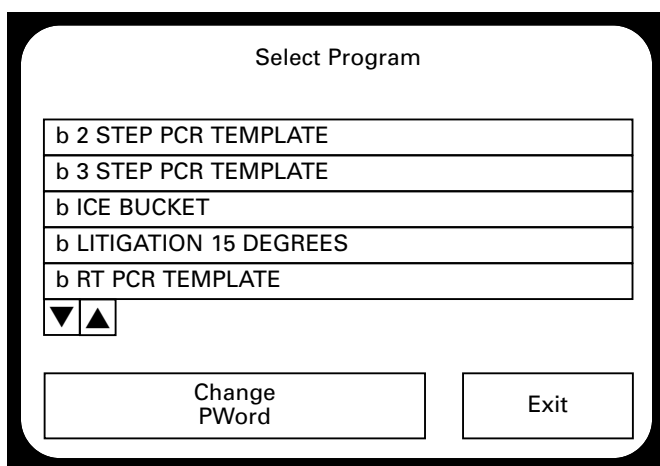 Select Program
b 2 STEP PCR TEMPLATE
b 3 STEP PCR TEMPLATE
b ICE BUCKET
b LITIGATION 15 DEGREES
b RT PCR TEMPLATE
Change
PWord
Exit